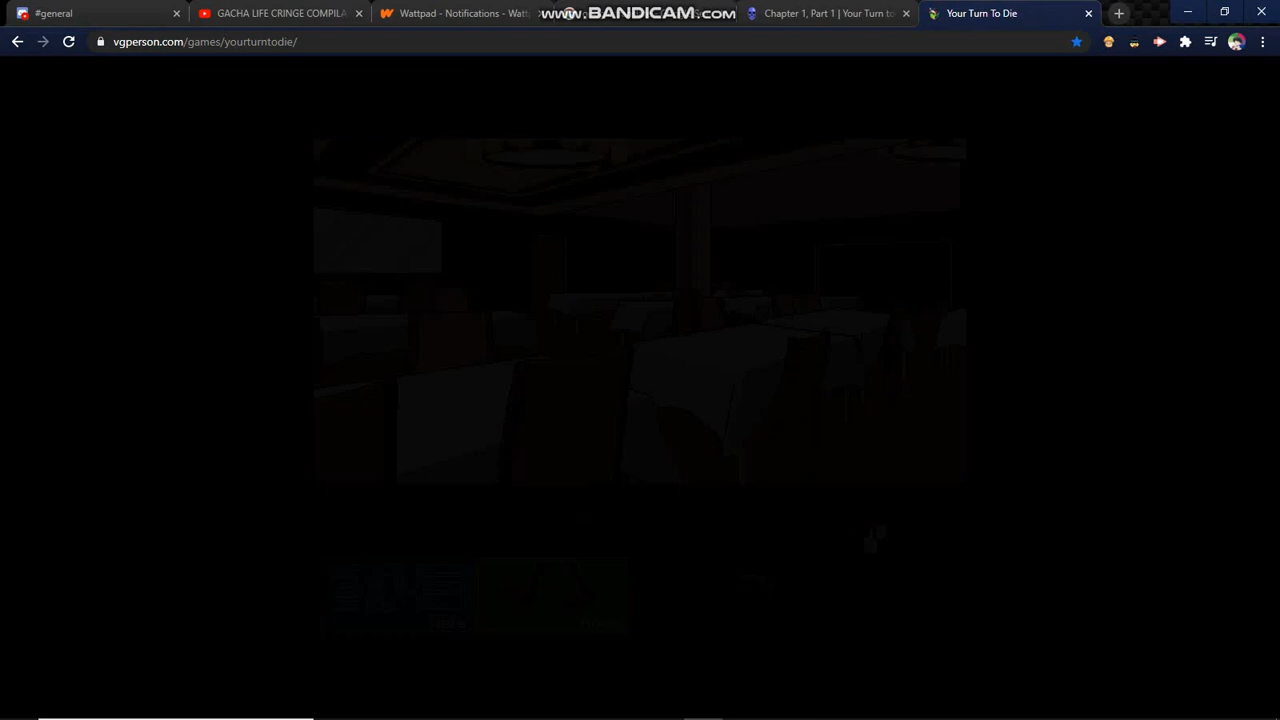 #general
GACHA LIFE CRINGE COMPILA
Wattpad - Notifications - Wat
www.BANDICAM.com
Chapter 1, Part 1 | Your Turn to
Your Turn To Die
vgperson.com/games/yourturntodie/